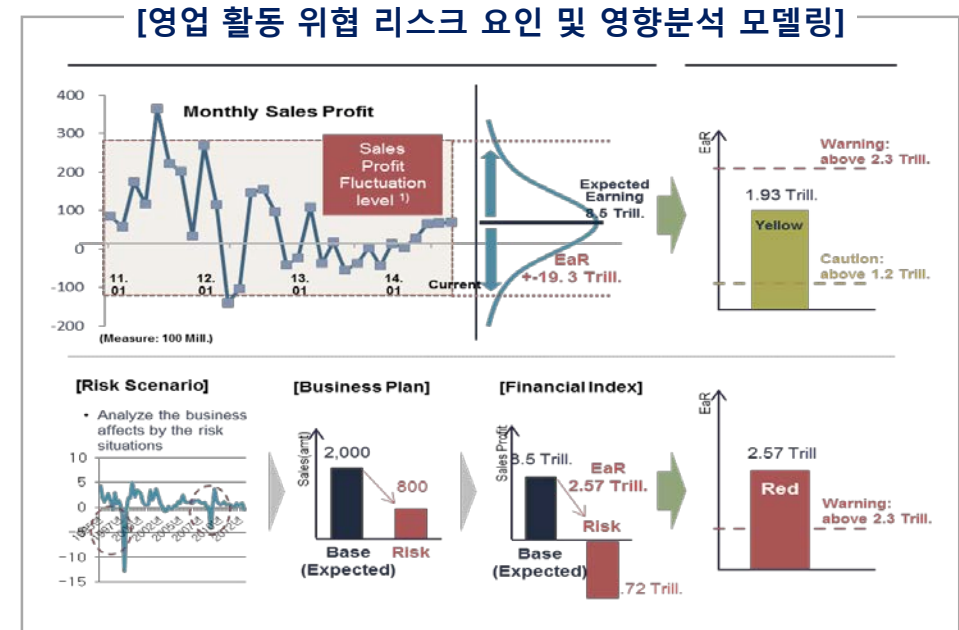 [영업 활동 위협 리스크 요인 및 영향분석 모델링]
400
300
200
100
0
-100
-200
Monthly Sales Profit
Sales
Profit
Fluctuation
level 1)
11.
01
12.
01
13.
01
14.
01
Current
(Measure: 100 Mill.)
Expected
Earning
8.5 Trill.
EaR
+-19. 3 Trill.
EaR
Warning:
above 2.3 Trill.
1.93 Trill.
Yellow
Caution:
above 1.2 Trill.
[Risk Scenario]
• Analyze the business
affects by the risk
situations
10
5
0
-5
-10
-15
[Business Plan]
Sales(amt)
2,000
800
Base
(Expected)
Risk
[Financial Index]
Sales Profit
8.5 Trill.
EaR
2.57 Trill.
Risk
Base
(Expected)
.72 Trill.
EaR
2.57 Trill
Red
Warning:
above 2.3 Trill.